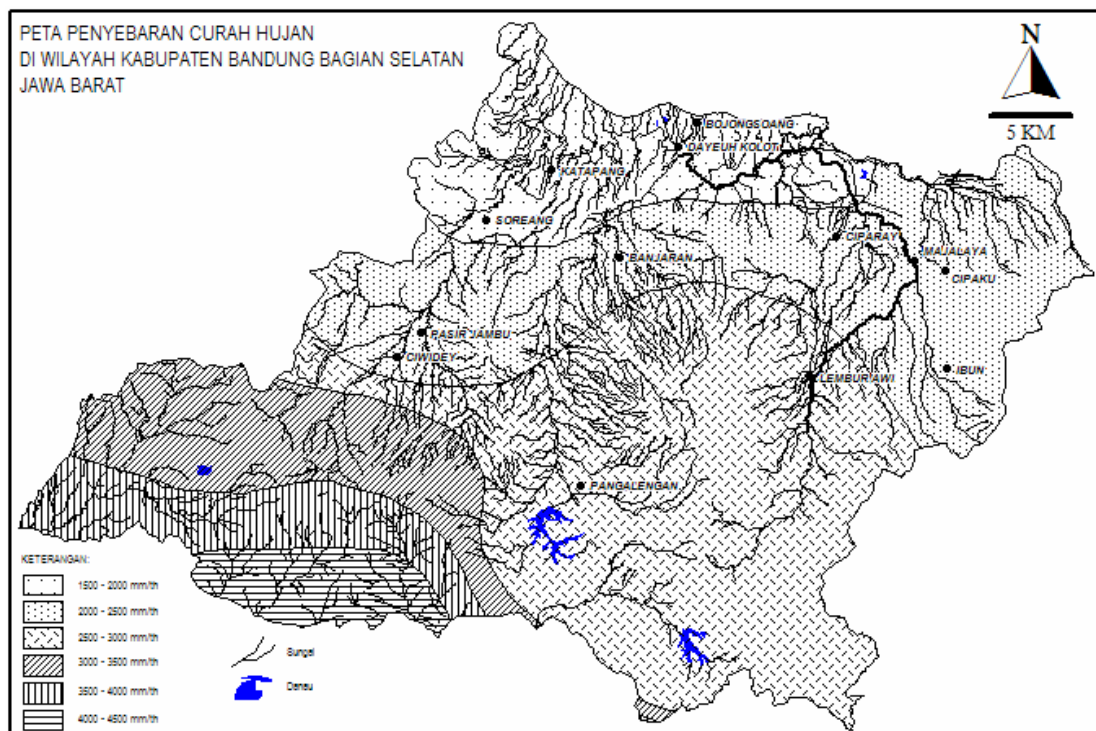 PETA PENYEBARAN CURAH HUJAN
DI WILAYAH KABUPATEN BANDUNG BAGIAN SELATAN
JAWA BARAT
N
5 KM
BOJONGSOANG
DAYEUH KOLOT
KATAPANG
SOREANG
CIPARAY
BANJARAN
MAJALAYA
CIPAKU
PASIR JAMBU
CIWIDEY
LEMBUR AWI
IBUN
PANGALENGAN
KETERANGAN:
1500 - 2000 mm/th
2000 - 2500 mm/th
2500 - 3000 mm/th
3000 - 3500 mm/th
3500 - 4000 mm/th
4000 - 4500 mm/th
Sungai
Danau